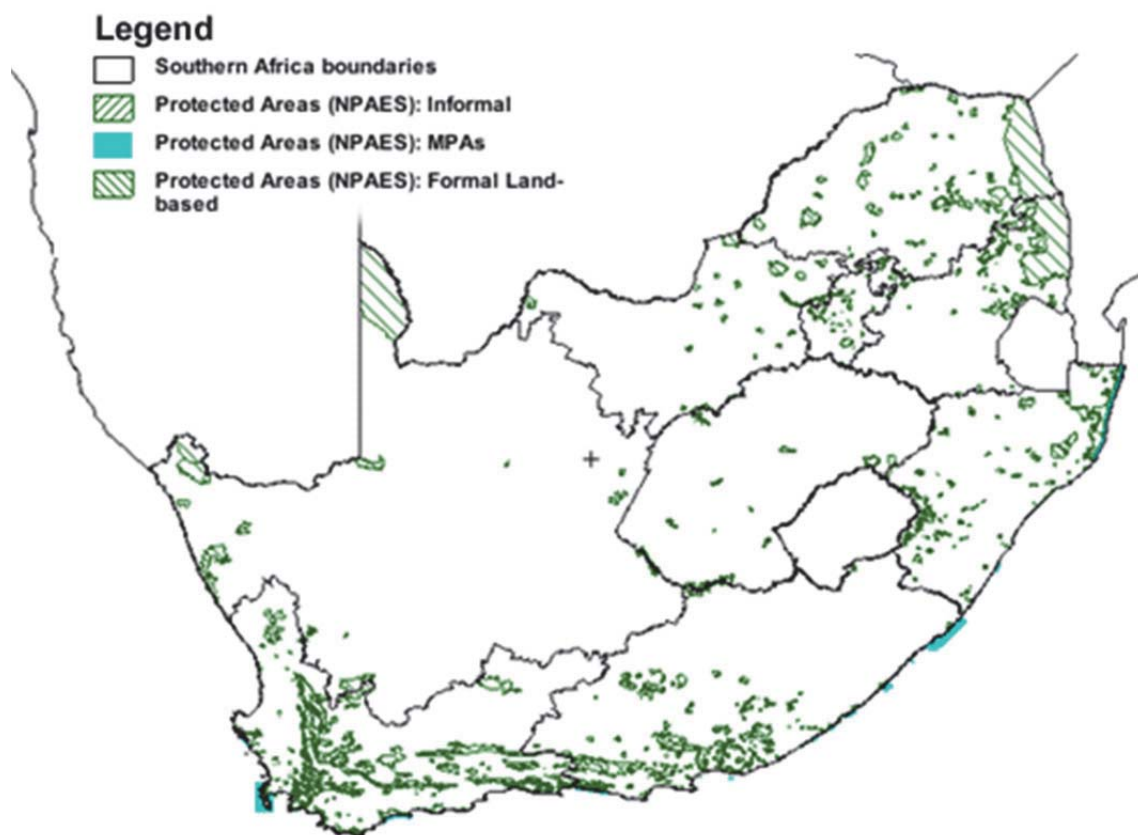 Legend
Southern Africa boundaries
Protected Areas (NPAES): Informal
Protected Areas (NPAES): MPAs
Protected Areas (NPAES): Formal Land-
based